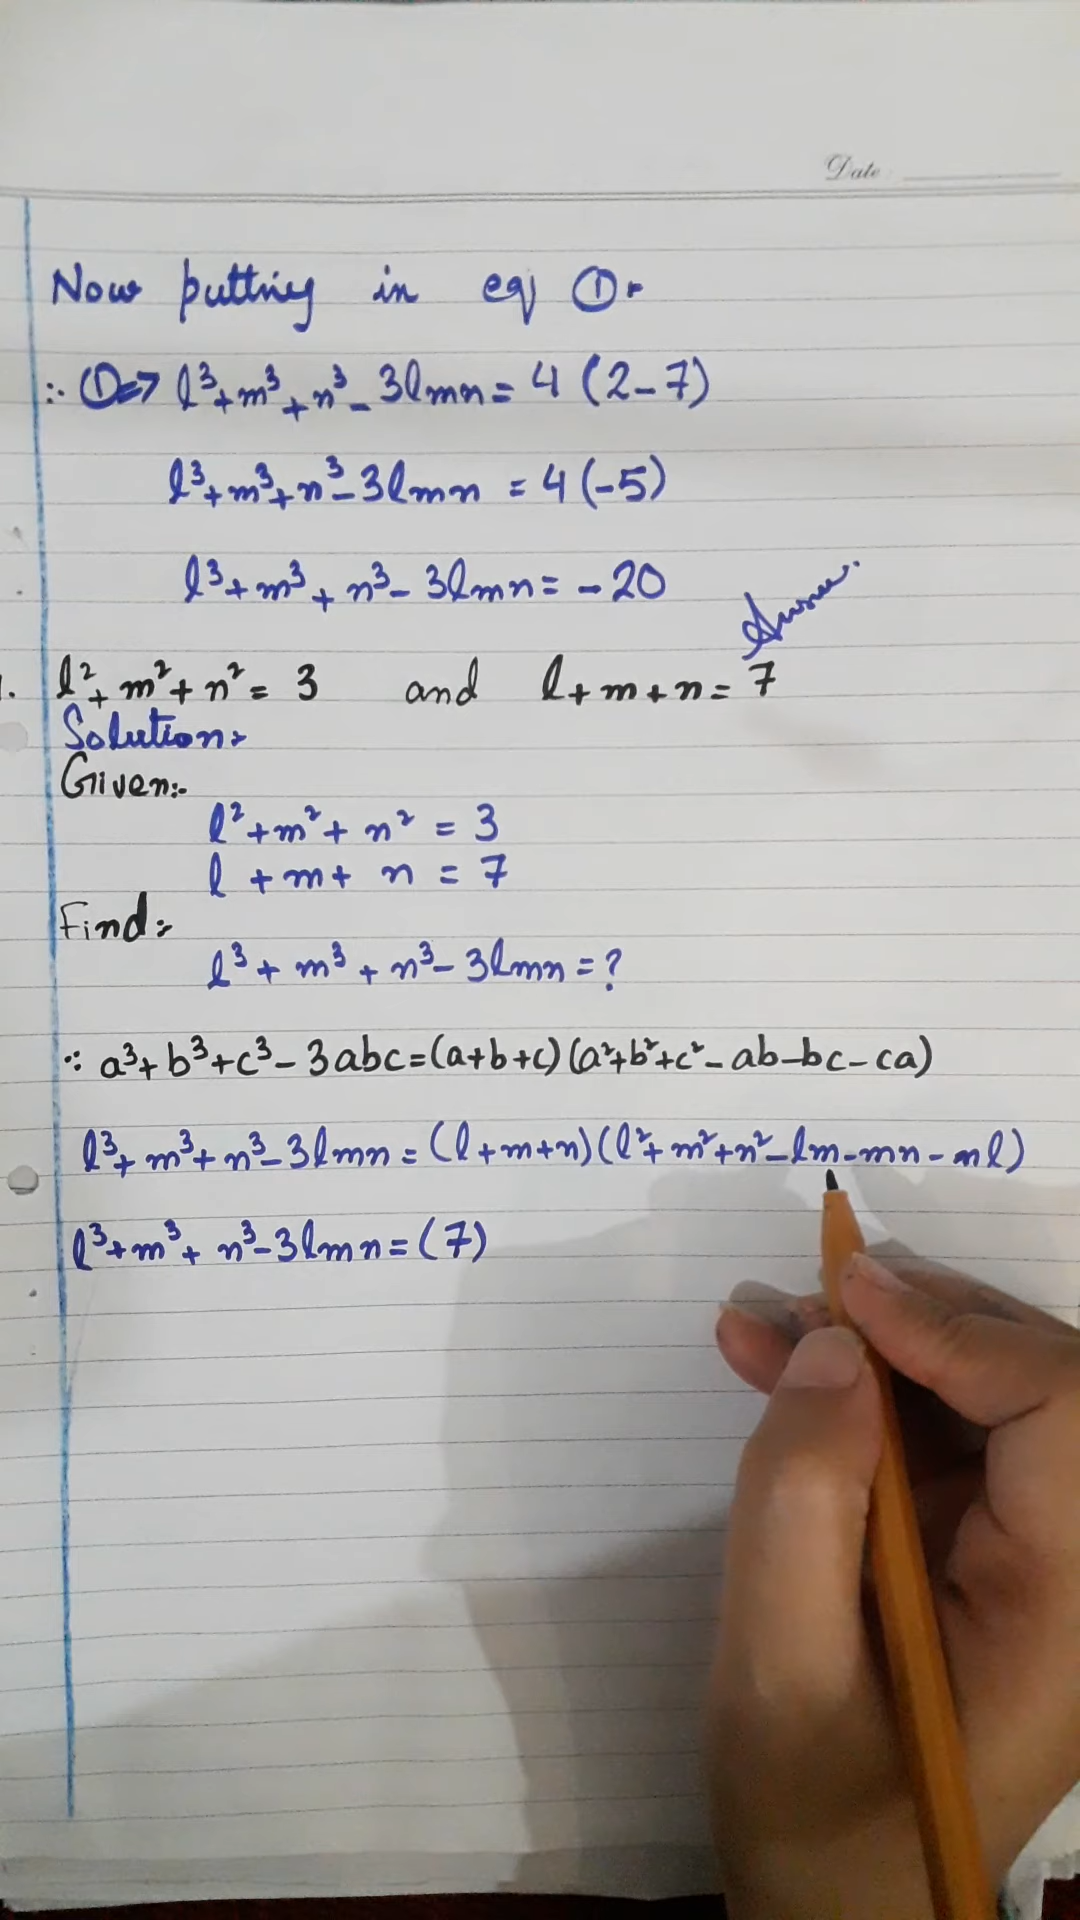 Date
Now putting in eq ①:-
∴ ①=> l³+m³+n³-3lmn=4(2-7)
l³+m³+n³-3lmn=4(-5)
l³+m³+n³-3lmn=-20
Answer.
l²+m²+n²=3 and l+m+n=7
Solution:-
Given:-
l²+m²+n²=3
l+m+n=7
Find:-
l³+m³+n³-3lmn=?
∵ a³+b³+c³-3abc=(a+b+c)(a²+b²+c²-ab-bc-ca)
l³+m³+n³-3lmn=(l+m+n)(l²+m²+n²-lm-mn-nl)
l³+m³+n³-3lmn=(7)